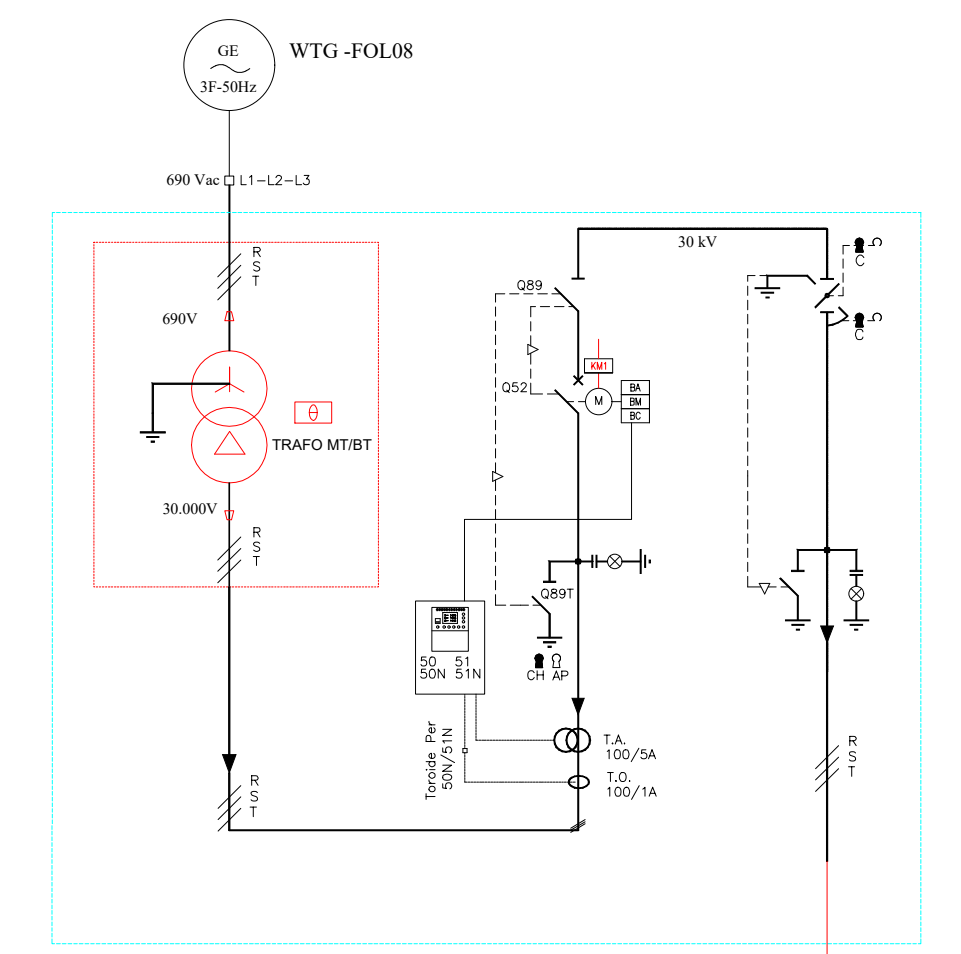 GE
3F-50Hz
WTG -FOL08
690 Vac
L1-L2-L3
R
S
T
690V
θ
TRAFO MT/BT
30.000V
R
S
T
R
S
T
30 kV
Q89
KM1
Q52
M
BA
BM
BC
Q89T
CH AP
50 51
50N 51N
Toroide Per
50N/51N
T.A.
100/5A
T.O.
100/1A
C
C
R
S
T